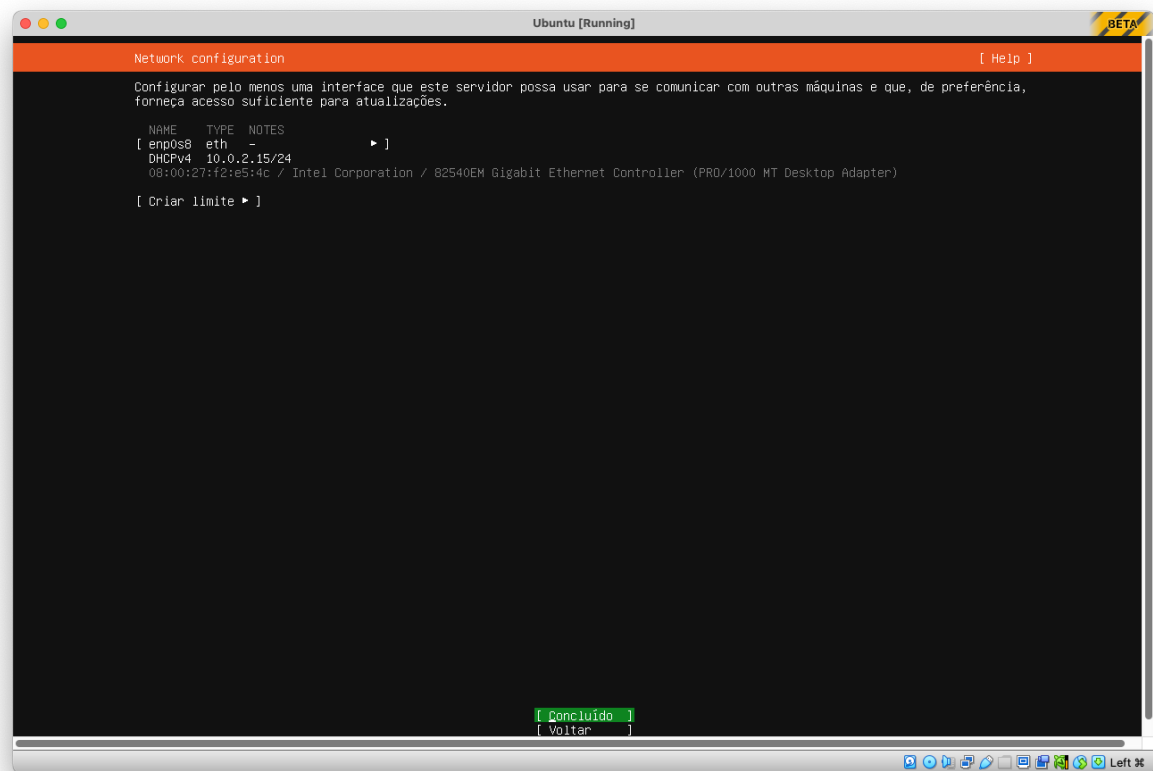 Ubuntu [Running]
BETA
Network configuration [ Help ]
Configurar pelo menos uma interface que este servidor possa usar para se comunicar com outras máquinas e que, de preferência,
forneça acesso suficiente para atualizações.
NAME TYPE NOTES
[ enp0s8 eth - ▸ ]
DHCPv4 10.0.2.15/24
08:00:27:f2:e5:4c / Intel Corporation / 82540EM Gigabit Ethernet Controller (PRO/1000 MT Desktop Adapter)
[ Criar limite ▸ ]
[ Concluído ]
[ Voltar ]
Left ⌘